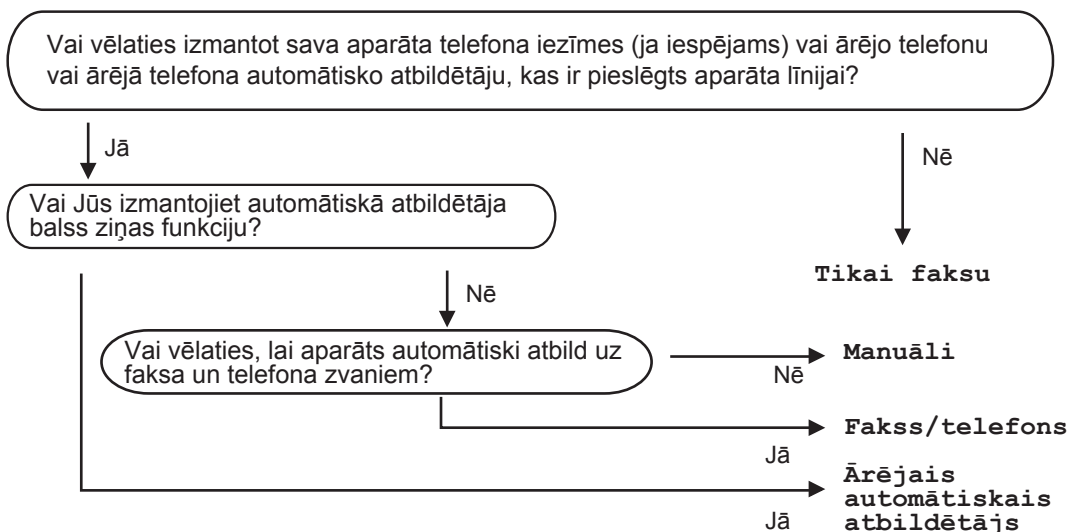 Vai vēlaties izmantot sava aparāta telefona iezīmes (ja iespējams) vai ārējo telefonu
vai ārējā telefona automātisko atbildētāju, kas ir pieslēgts aparāta līnijai?
Jā
Nē
Vai Jūs izmantojiet automātiskā atbildētāja
balss ziņas funkciju?
Tikai faksu
Nē
Vai vēlaties, lai aparāts automātiski atbild uz
faksa un telefona zvaniem?
Manuāli
Nē
Fakss/telefons
Jā
Ārējais
automātiskais
atbildētājs
Jā